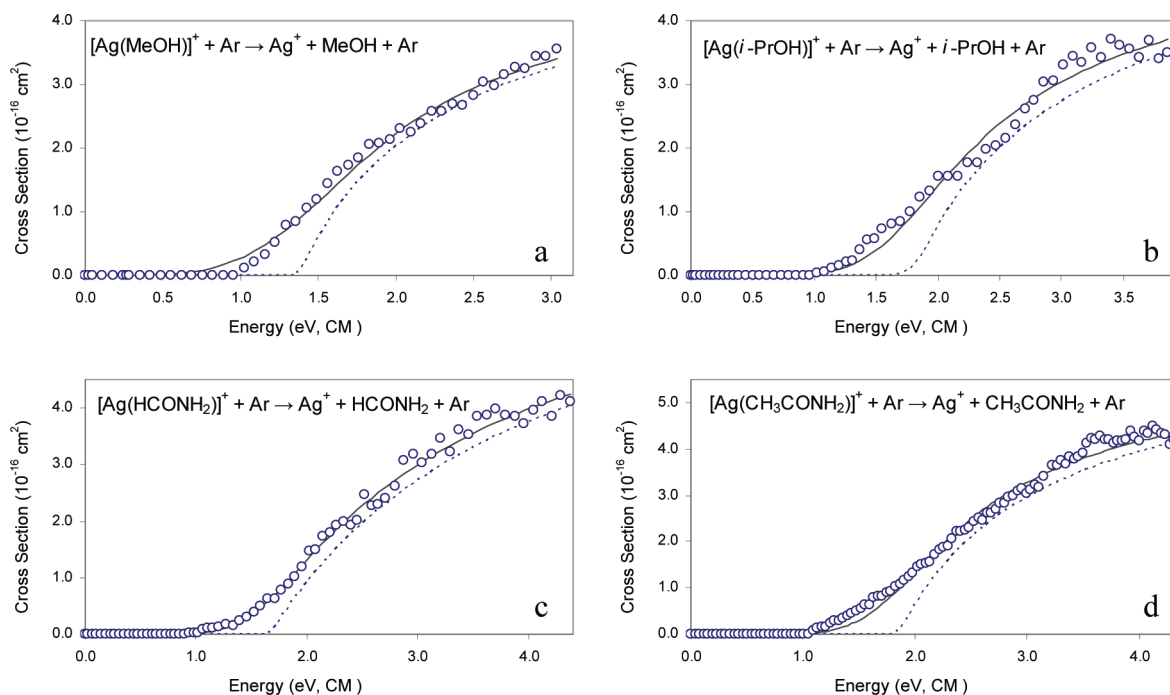 [Ag(MeOH)]⁺ + Ar → Ag⁺ + MeOH + Ar
Cross Section (10⁻¹⁶ cm²)
4.0
3.0
2.0
1.0
0.0
0.0 0.5 1.0 1.5 2.0 2.5 3.0
Energy (eV, CM )
a
[Ag(i -PrOH)]⁺ + Ar → Ag⁺ + i -PrOH + Ar
Cross Section (10⁻¹⁶ cm²)
4.0
3.0
2.0
1.0
0.0
0.0 0.5 1.0 1.5 2.0 2.5 3.0 3.5
Energy (eV, CM )
b
[Ag(HCONH₂)]⁺ + Ar → Ag⁺ + HCONH₂ + Ar
Cross Section (10⁻¹⁶ cm²)
4.0
3.0
2.0
1.0
0.0
0.0 1.0 2.0 3.0 4.0
Energy (eV, CM )
c
[Ag(CH₃CONH₂)]⁺ + Ar → Ag⁺ + CH₃CONH₂ + Ar
Cross Section (10⁻¹⁶ cm²)
5.0
4.0
3.0
2.0
1.0
0.0
0.0 1.0 2.0 3.0 4.0
Energy (eV, CM )
d